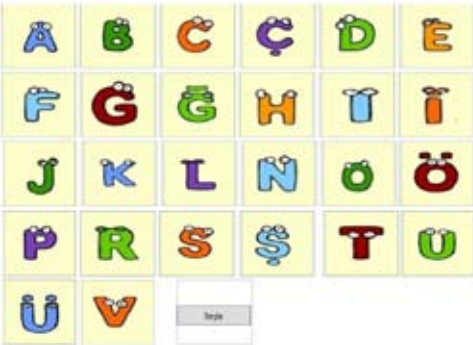 A B C Ç D E
F G Ğ H I İ
J K L N O Ö
P R S Ş T U
Ü V